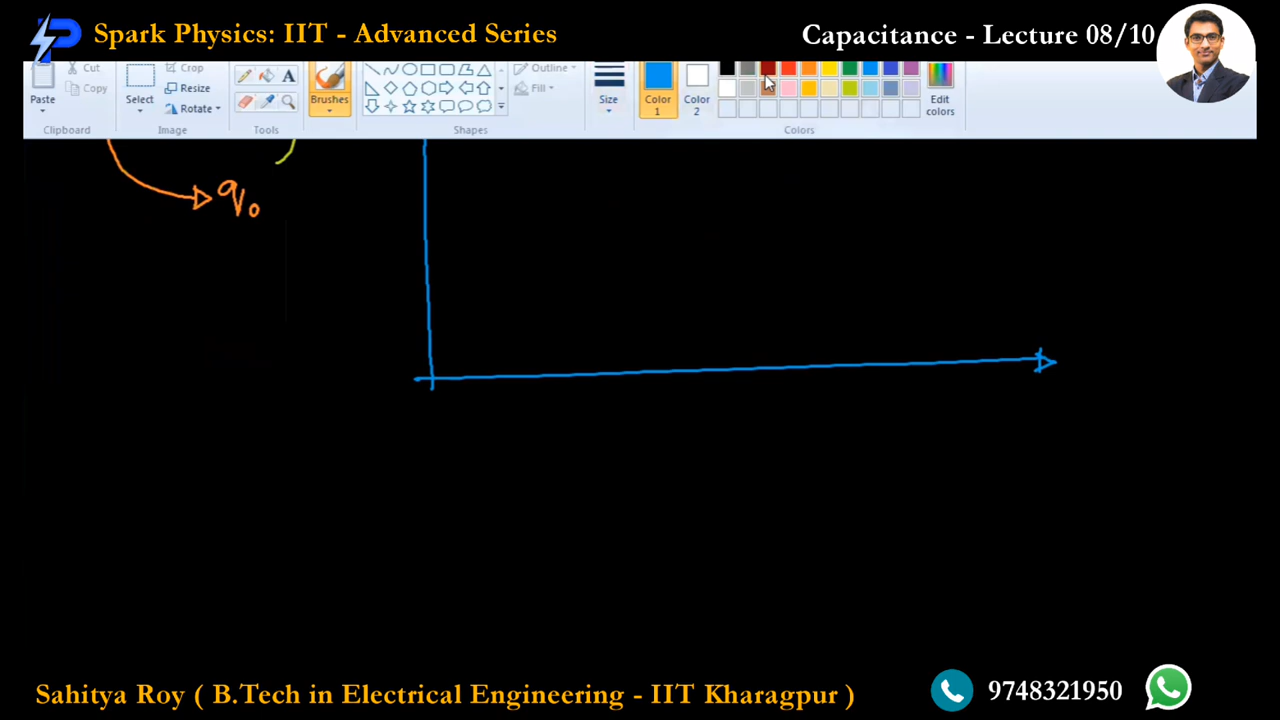 Spark Physics: IIT - Advanced Series
Capacitance - Lecture 08/10
Cut
Crop
Copy
Resize
Paste
Select
Rotate
A
Brushes
Outline
Fill
Size
Color 1
Color 2
Edit colors
Clipboard
Image
Tools
Shapes
Colors
q₀
Sahitya Roy ( B.Tech in Electrical Engineering - IIT Kharagpur )
9748321950